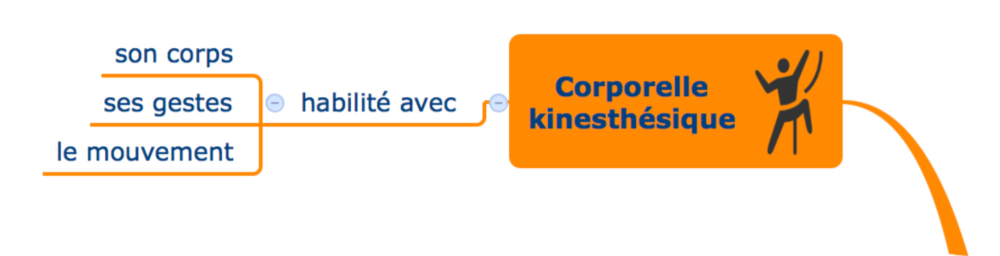 son corps
ses gestes
le mouvement
habilité avec
Corporelle
kinesthésique